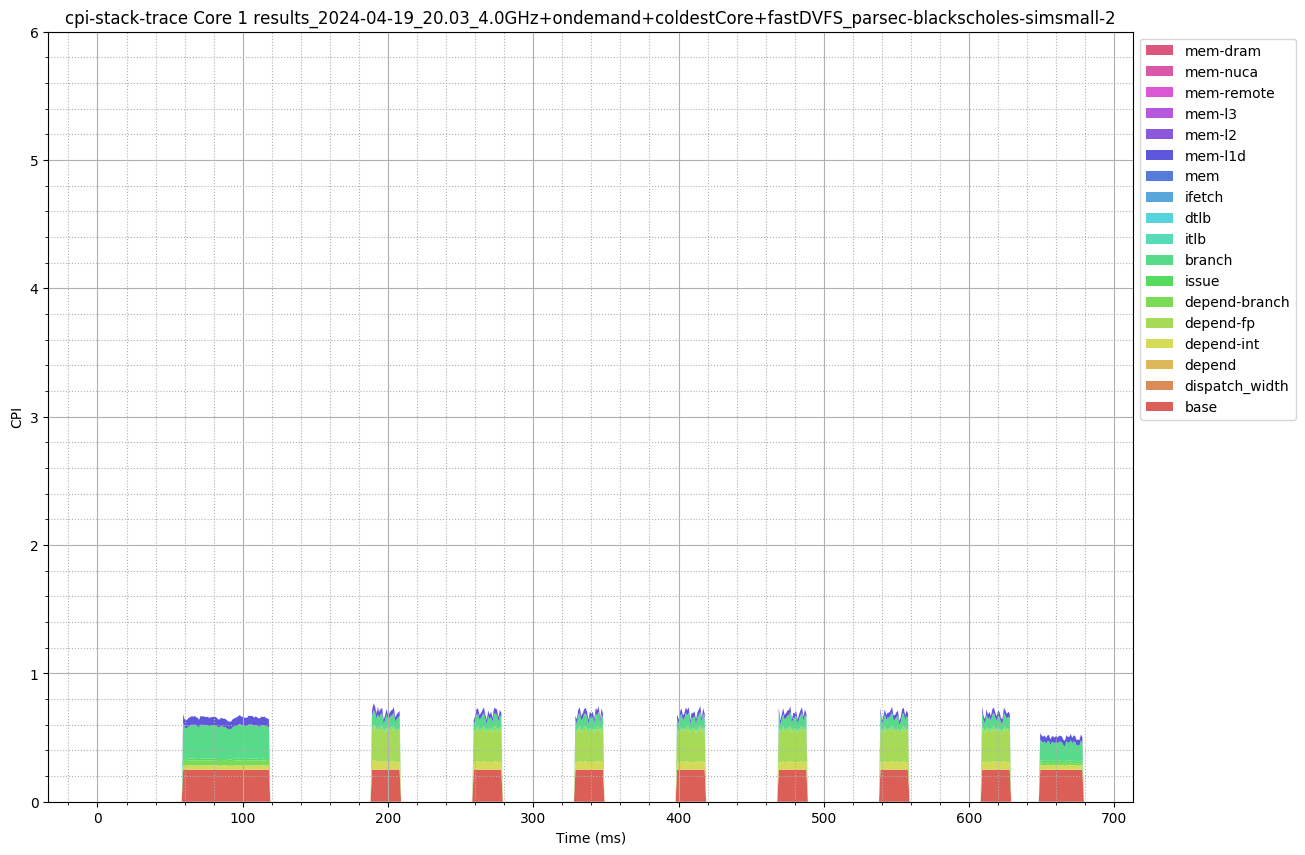 cpi-stack-trace Core 1 results_2024-04-19_20.03_4.0GHz+ondemand+coldestCore+fastDVFS_parsec-blackscholes-simsmall-2
6
5
4
3
2
1
0
CPI
0 100 200 300 400 500 600 700
Time (ms)
mem-dram
mem-nuca
mem-remote
mem-l3
mem-l2
mem-l1d
mem
ifetch
dtlb
itlb
branch
issue
depend-branch
depend-fp
depend-int
depend
dispatch_width
base